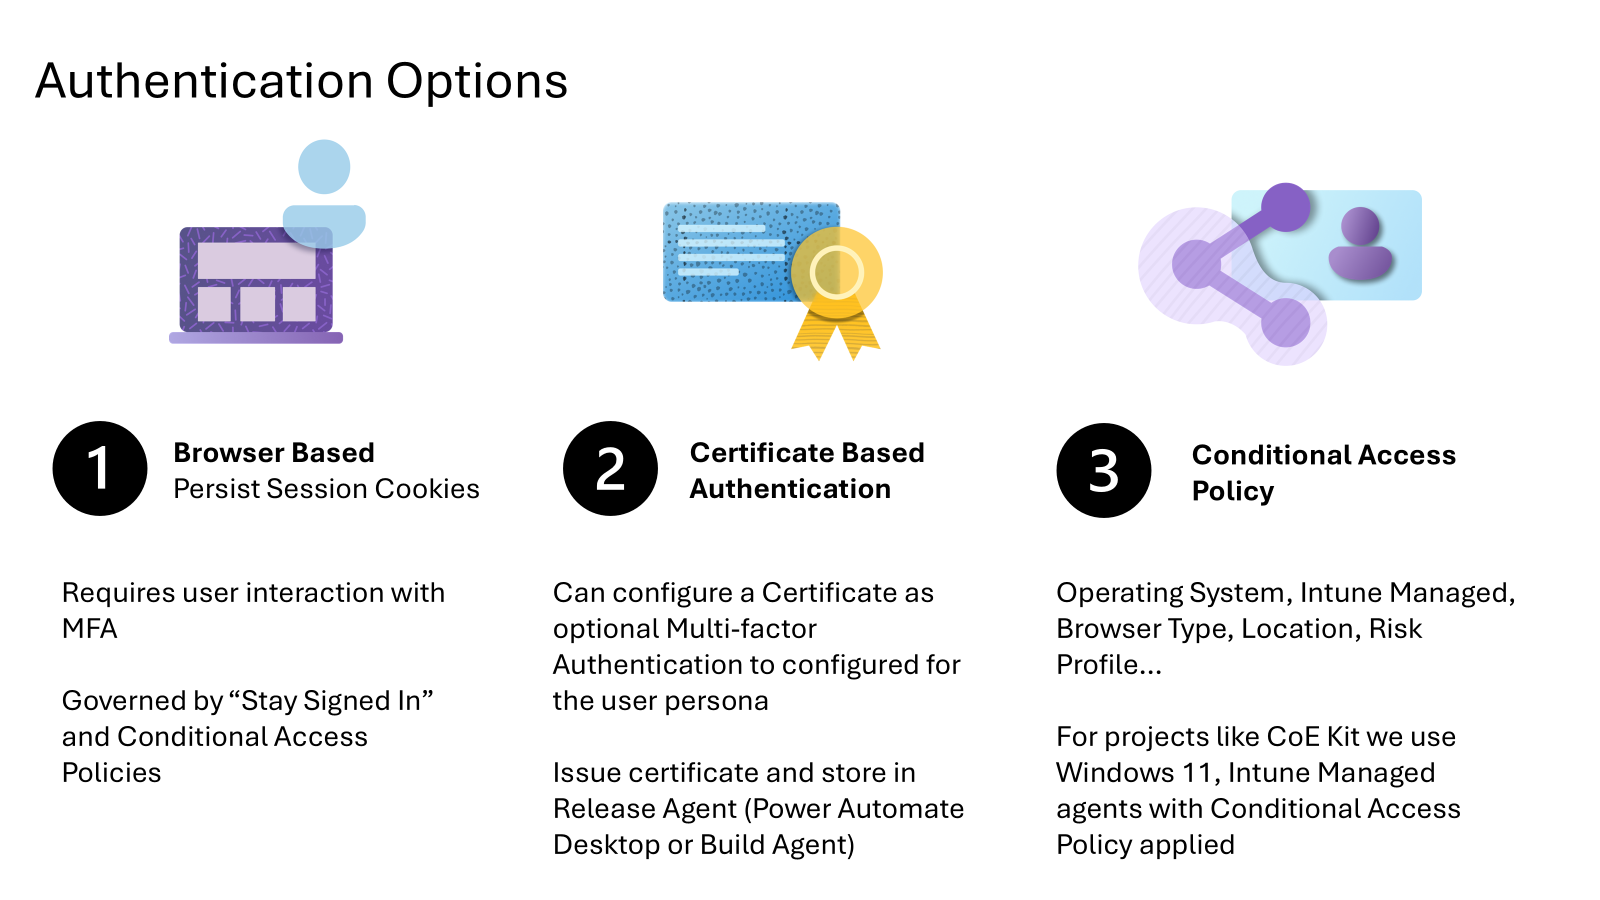 Authentication Options
1
Browser Based
Persist Session Cookies
Requires user interaction with
MFA
Governed by “Stay Signed In”
and Conditional Access
Policies
2
Certificate Based
Authentication
Can configure a Certificate as
optional Multi-factor
Authentication to configured for
the user persona
Issue certificate and store in
Release Agent (Power Automate
Desktop or Build Agent)
3
Conditional Access
Policy
Operating System, Intune Managed,
Browser Type, Location, Risk
Profile...
For projects like CoE Kit we use
Windows 11, Intune Managed
agents with Conditional Access
Policy applied